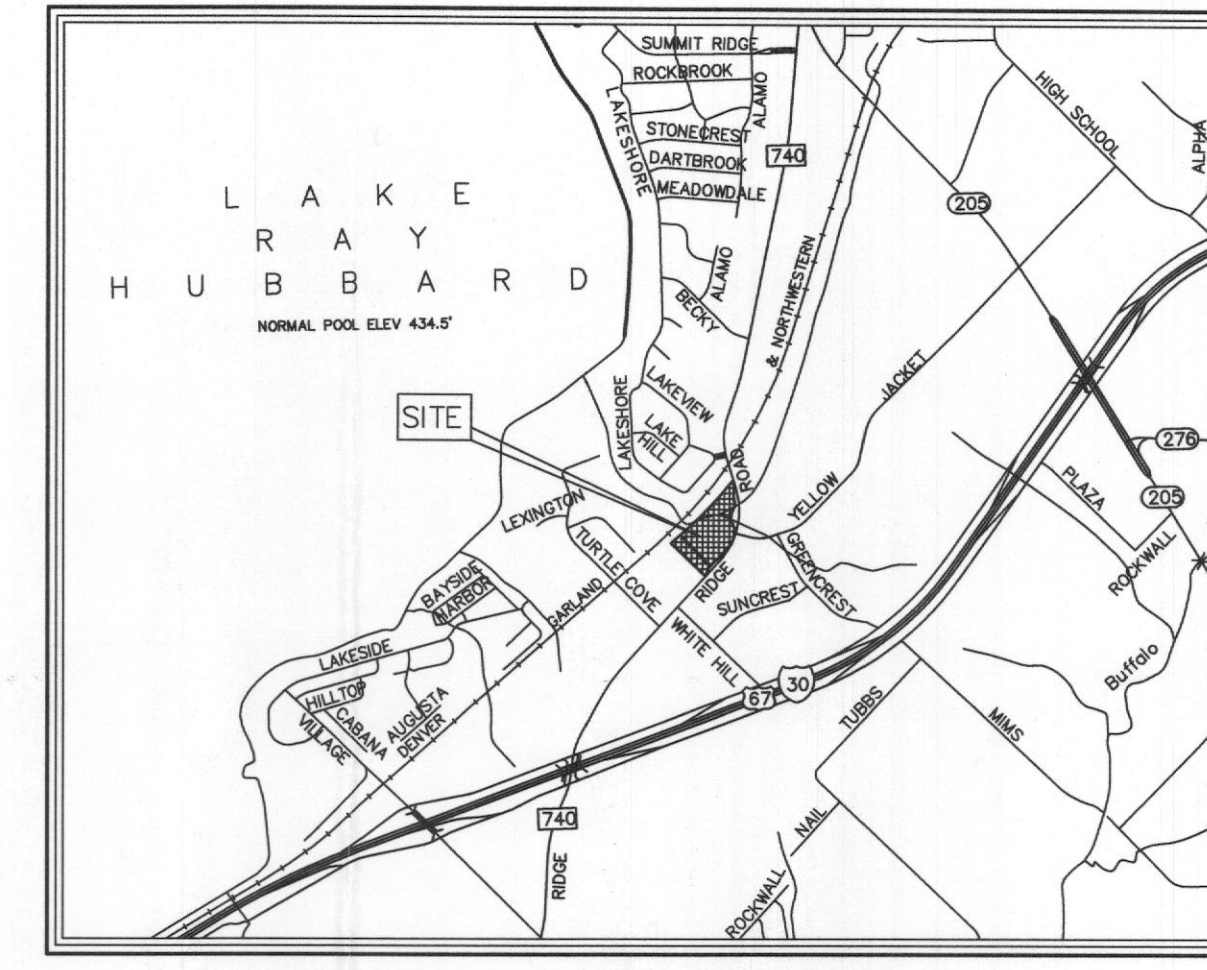 SUMMIT RIDGE
ROCKBROOK
ALAMO
LAKESHORE
STONECREST
DARTBROOK
MEADOWDALE
740
HIGH SCHOOL
ALPHA
205
L A K E
R A Y
H U B B A R D
NORMAL POOL ELEV 434.5'
ALAMO
BECKY
& NORTHWESTERN
JACKET
SITE
LAKESHORE
LAKEVIEW
LAKE
HILL
ROAD
YELLOW
276
PLAZA
205
LEXINGTON
TURTLE COVE
GREENCREST
ROCKWALL
BAYSIDE
HARBOR
GARLAND
RIDGE
SUNCREST
WHITE HILL
LAKESIDE
HILLTOP
CABANA
VILLAGE
AUGUSTA
DENVER
67
30
TUBBS
MIMS
Buffalo
740
RIDGE
NAIL
ROCKWALL